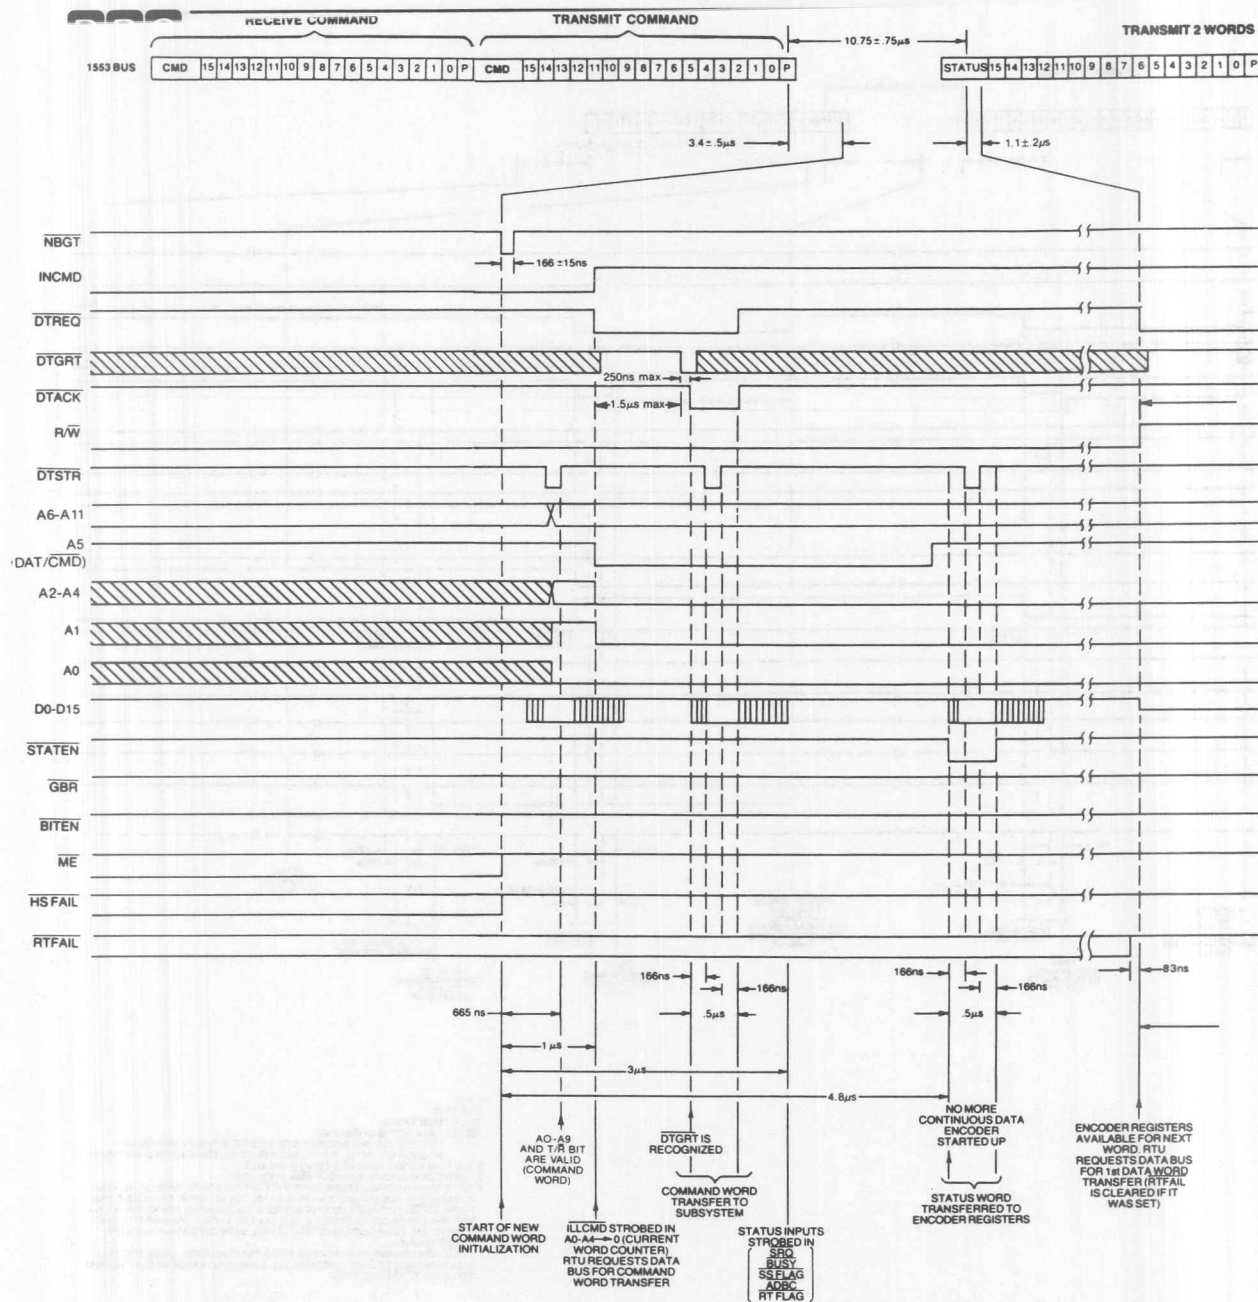 RECEIVE COMMAND
TRANSMIT COMMAND
10.75±.75μs
TRANSMIT 2 WORDS
1553 BUS
CMD 15 14 13 12 11 10 9 8 7 6 5 4 3 2 1 0 P CMD 15 14 13 12 11 10 9 8 7 6 5 4 3 2 1 0 P
STATUS 15 14 13 12 11 10 9 8 7 6 5 4 3 2 1 0 P
3.4±.5μs
1.1±.2μs
NBGT
166 ±15ns
INCMD
DTREQ
DTGRT
250ns max
DTACK
1.5μs max
R/W
DTSTR
A6-A11
A5
DAT/CMD)
A2-A4
A1
A0
D0-D15
STATEN
GBR
BITEN
ME
HS FAIL
RTFAIL
166ns
166ns
166ns
166ns
83ns
665 ns
.5μs
.5μs
1 μs
3μs
4.8μs
AO-A9
AND T/R BIT
ARE VALID
(COMMAND
WORD)
DTGRT IS
RECOGNIZED
NO MORE
CONTINUOUS DATA
ENCODER
STARTED UP
ENCODER REGISTERS
AVAILABLE FOR NEXT
WORD. RTU
REQUESTS DATA BUS
FOR 1st DATA WORD
TRANSFER (RTFAIL
IS CLEARED IF IT
WAS SET)
COMMAND WORD
TRANSFER TO
SUBSYSTEM
STATUS WORD
TRANSFERRED TO
ENCODER REGISTERS
START OF NEW
COMMAND WORD
INITIALIZATION
ILLCMD STROBED IN
A0-A4→0 (CURRENT
WORD COUNTER)
RTU REQUESTS DATA
BUS FOR COMMAND
WORD TRANSFER
STATUS INPUTS
STROBED IN
SRQ
BUSY
SS FLAG
ADBC
RT FLAG